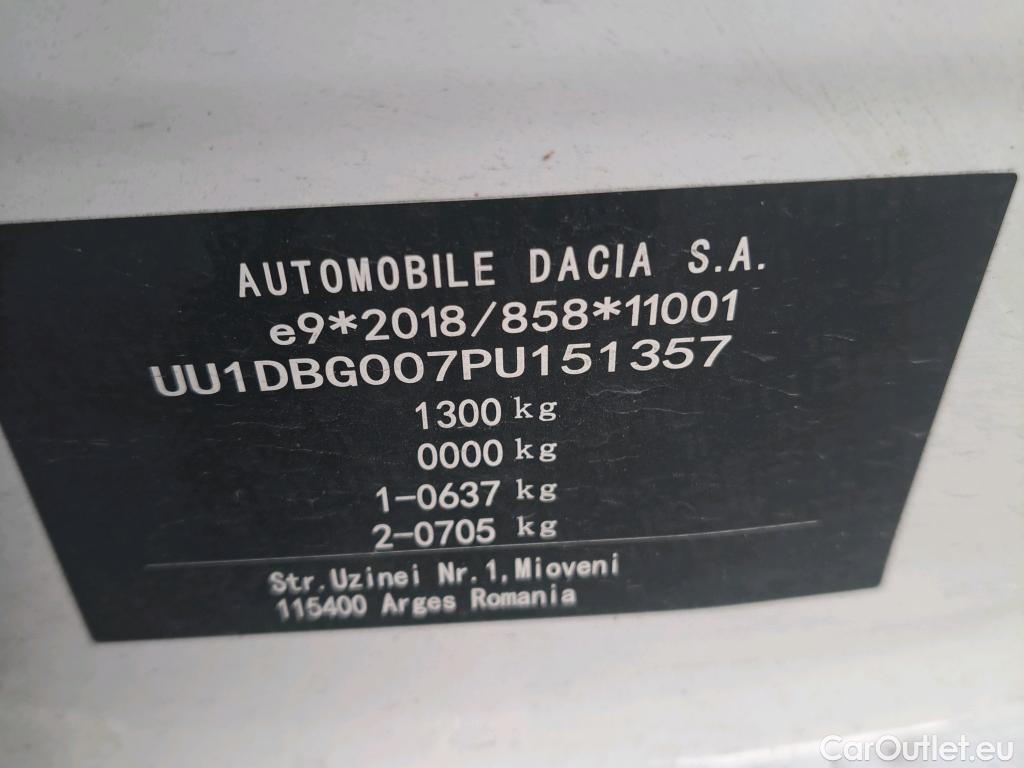 AUTOMOBILE DACIA S.A.
e9*2018/858*11001
UU1DBG007PU151357
1300 kg
0000 kg
1-0637 kg
2-0705 kg
Str.Uzinei Nr.1,Mioveni
115400 Arges Romania
CarOutlet.eu